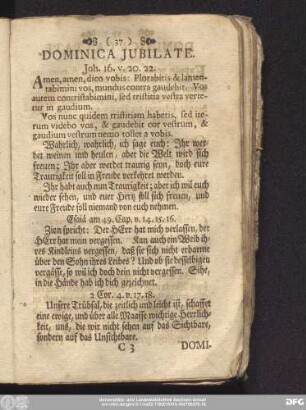 ( 37 )
DOMINICA JUBILATE.
Joh. 16. v. 20. 22.
Amen, amen, dico vobis: Plorabitis & lamen-
tabimini vos, mundus contra gaudebit. Vos
autem contristabimini, sed tristitia vestra verte-
tur in gaudium.
Vos nunc quidem tristitiam habetis, sed ite-
rum videbo vos, & gaudebit cor vestrum, &
gaudium vestrum nemo tollet a vobis.
Wahrlich, wahrlich, ich sage euch: Ihr wer-
det weinen und heulen, aber die Welt wird sich
freuen; Ihr aber werdet traurig seyn, doch eure
Traurigkeit soll in Freude verkehret werden.
Ihr habt auch nun Traurigkeit; aber ich wil euch
wieder sehen, und euer Hertz soll sich freuen, und
eure Freude soll niemand von euch nehmen.
Esaiä am 49. Cap. v. 14. 15. 16.
Zion spricht: Der HErr hat mich verlassen, der
HErr hat mein vergessen. Kan auch ein Weib ih-
res Kindleins vergessen, daß sie sich nicht erbarme
über den Sohn ihres Leibes? Und ob sie desselbigen
vergässe, so wil ich doch dein nicht vergessen. Sihe,
in die Hände hab ich dich gezeichnet.
2 Cor. 4. v. 17. 18.
Unsere Trübsal, die zeitlich und leicht ist, schaffet
eine ewige, und über alle Maasse wichtige Herrlich-
keit, uns, die wir nicht sehen auf das Sichtbare,
sondern auf das Unsichtbare.
C 3 DOMI-